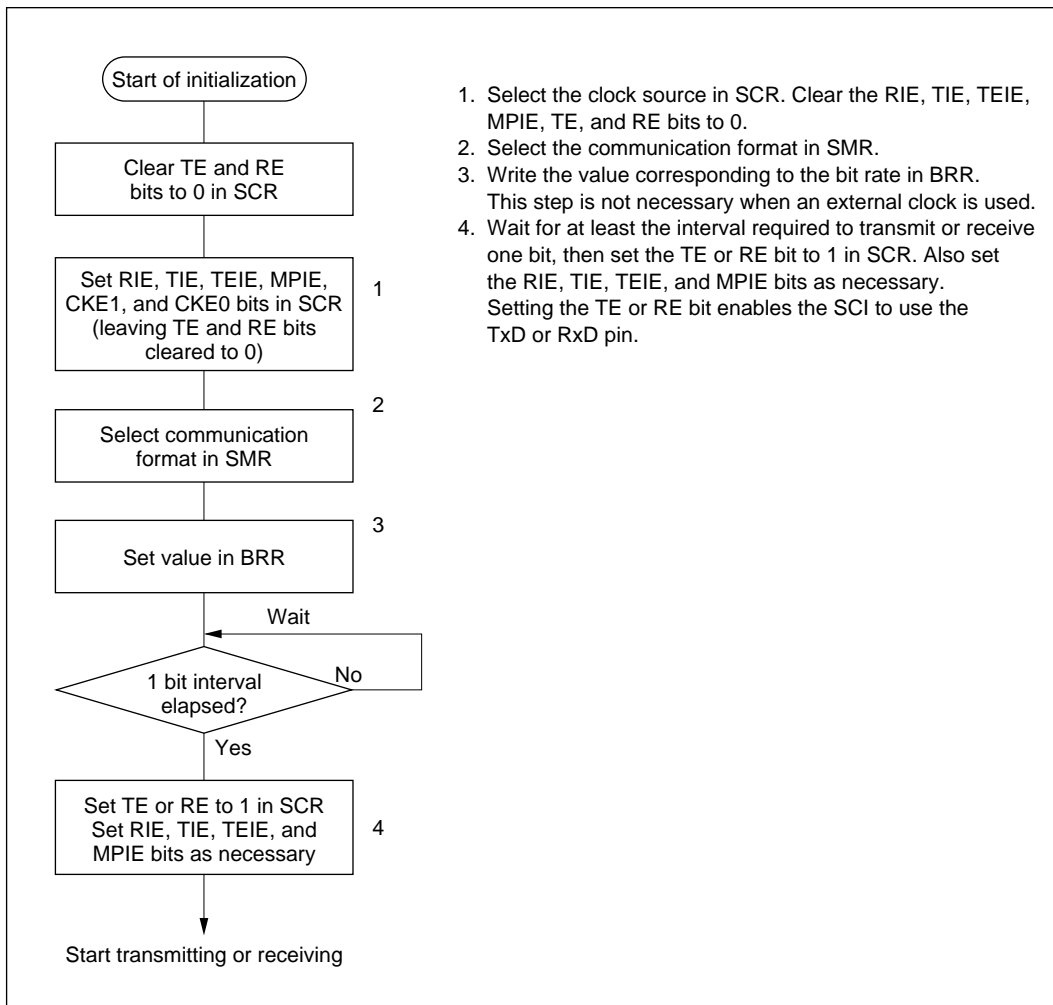 Start of initialization
Clear TE and RE
bits to 0 in SCR
Set RIE, TIE, TEIE, MPIE,
CKE1, and CKE0 bits in SCR
(leaving TE and RE bits
cleared to 0)
1
2
Select communication
format in SMR
3
Set value in BRR
Wait
No
1 bit interval
elapsed?
Yes
Set TE or RE to 1 in SCR
Set RIE, TIE, TEIE, and
MPIE bits as necessary
4
Start transmitting or receiving
1. Select the clock source in SCR. Clear the RIE, TIE, TEIE,
MPIE, TE, and RE bits to 0.
2. Select the communication format in SMR.
3. Write the value corresponding to the bit rate in BRR.
This step is not necessary when an external clock is used.
4. Wait for at least the interval required to transmit or receive
one bit, then set the TE or RE bit to 1 in SCR. Also set
the RIE, TIE, TEIE, and MPIE bits as necessary.
Setting the TE or RE bit enables the SCI to use the
TxD or RxD pin.